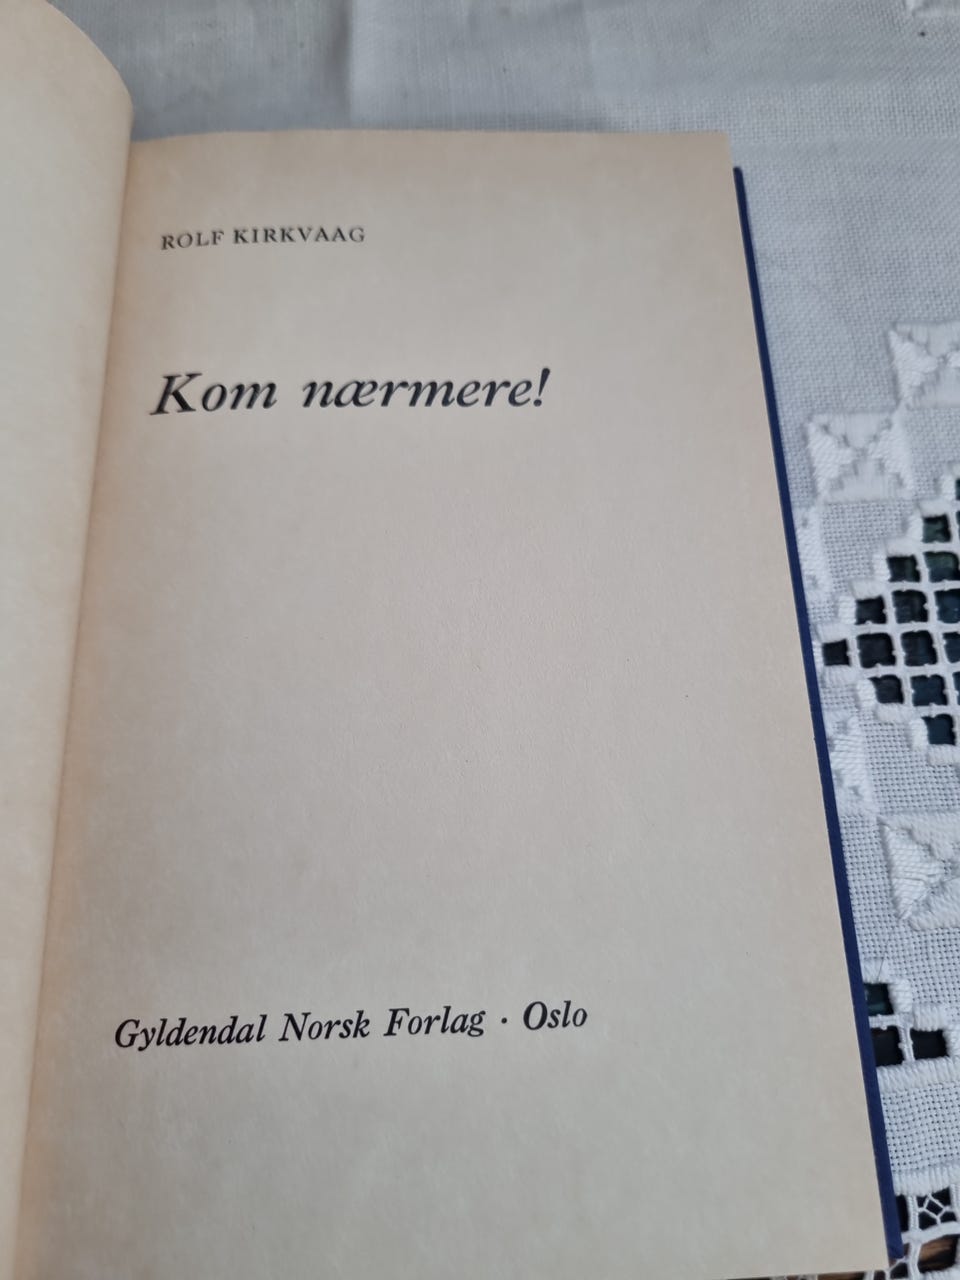 ROLF KIRKVAAG
Kom nærmere!
Gyldendal Norsk Forlag · Oslo